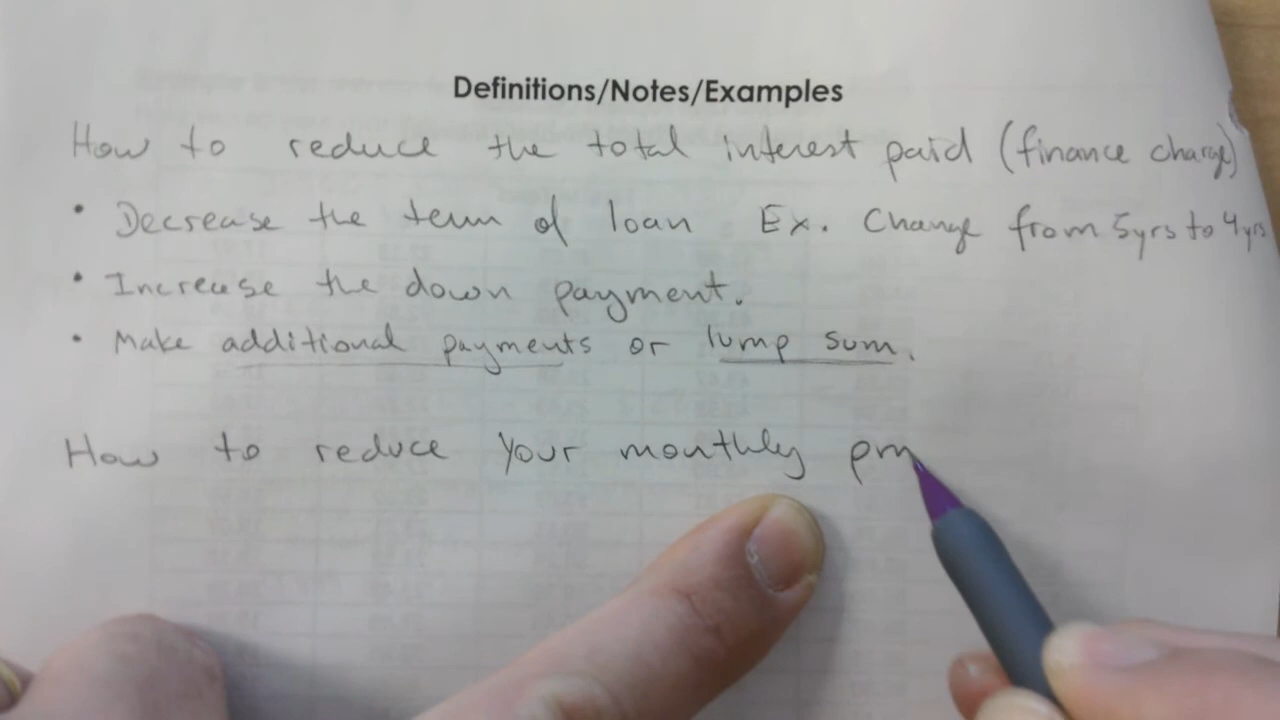 Definitions/Notes/Examples
How to reduce the total interest paid (finance charge)
• Decrease the term of loan Ex. Change from 5yrs to 4yrs
• Increase the down payment.
• Make additional payments or lump sum.
How to reduce your monthly pm